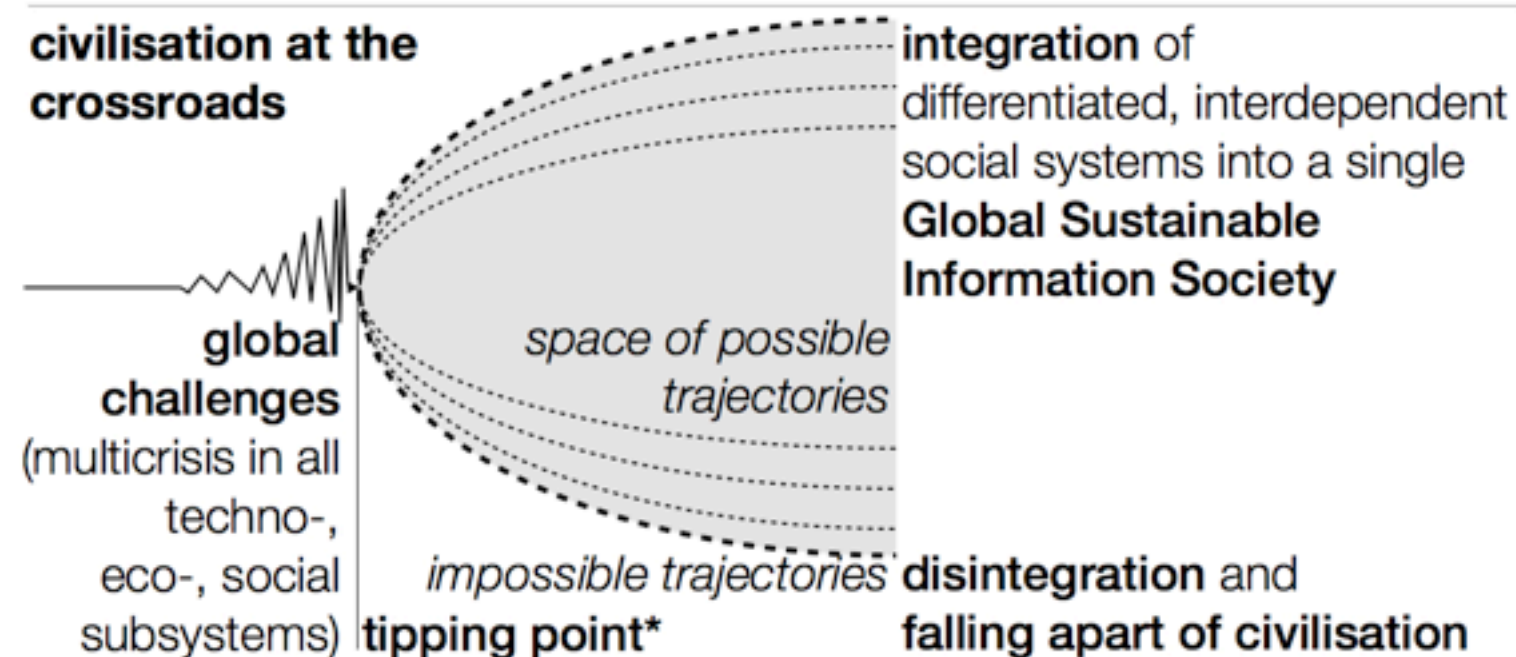 civilisation at the
crossroads
integration of
differentiated, interdependent
social systems into a single
Global Sustainable
Information Society
global
challenges
(multicrisis in all
techno-,
eco-, social
subsystems)
space of possible
trajectories
impossible trajectories
tipping point*
disintegration and
falling apart of civilisation